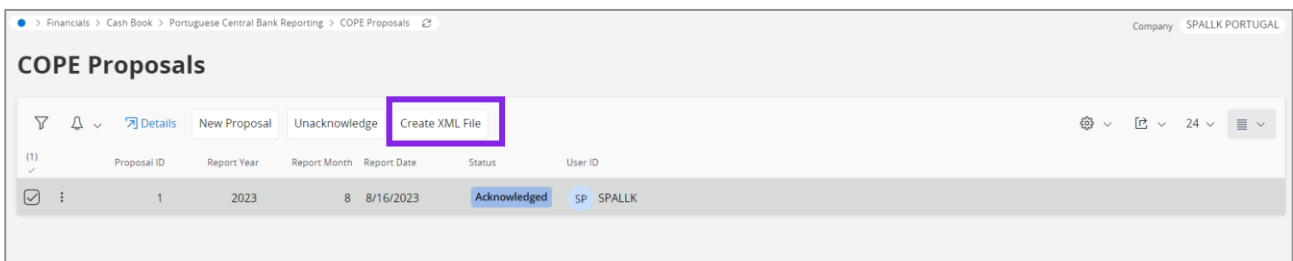 > Financials > Cash Book > Portuguese Central Bank Reporting > COPE Proposals
Company SPALLK PORTUGAL
COPE Proposals
Details New Proposal Unacknowledge Create XML File 24
(1) Proposal ID Report Year Report Month Report Date Status User ID
1 2023 8 8/16/2023 Acknowledged SP SPALLK